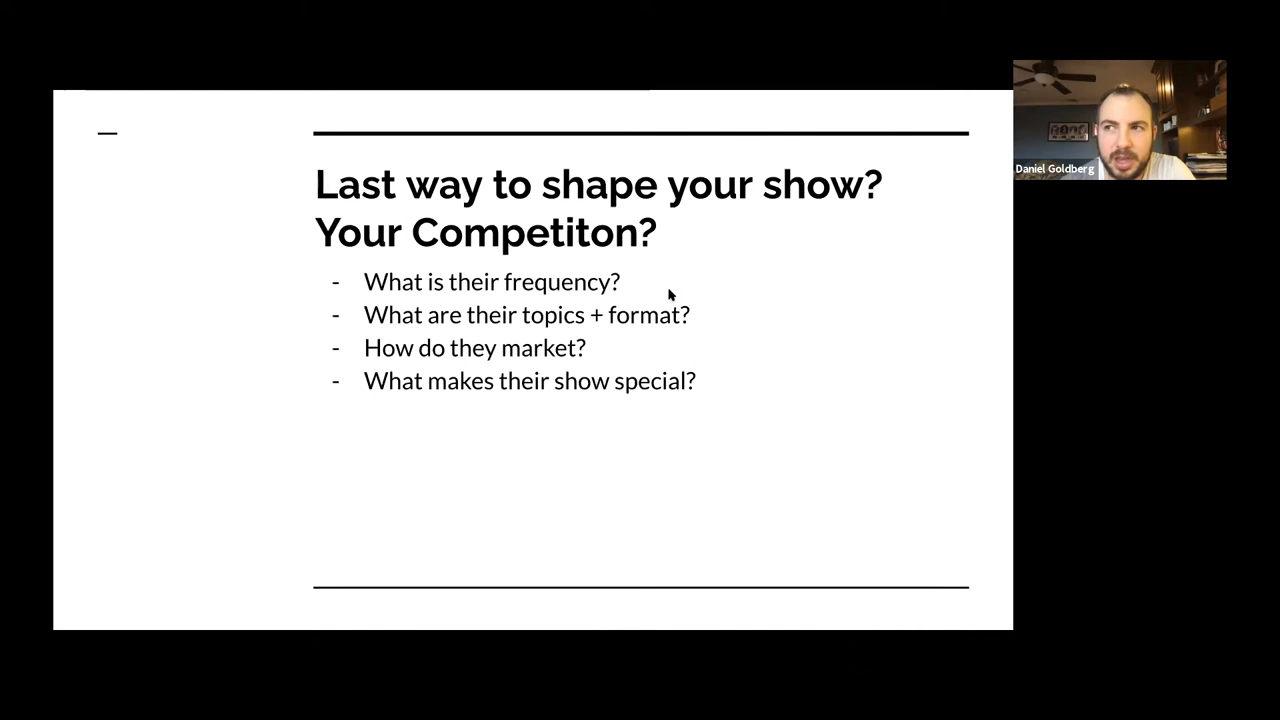 Last way to shape your show?
Your Competiton?
- What is their frequency?
- What are their topics + format?
- How do they market?
- What makes their show special?
Daniel Goldberg